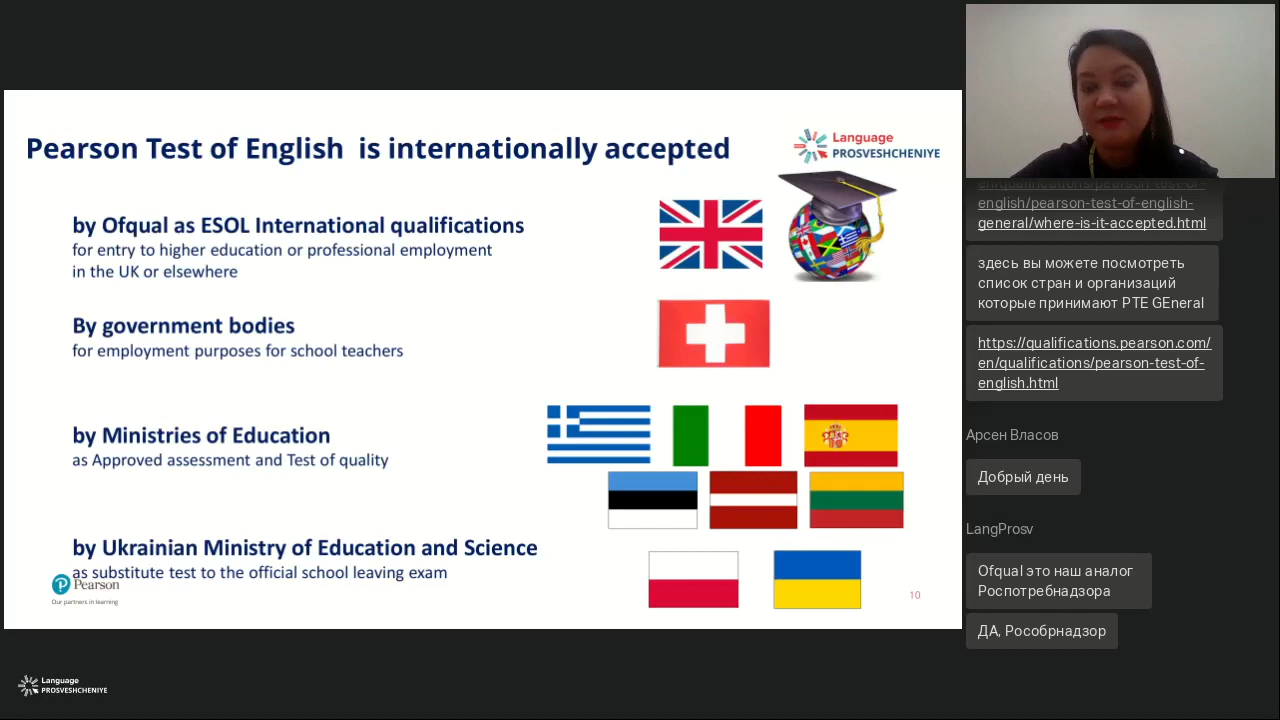 Pearson Test of English is internationally accepted
Language
PROSVESHCHENIYE
by Ofqual as ESOL International qualifications
for entry to higher education or professional employment
in the UK or elsewhere
By government bodies
for employment purposes for school teachers
by Ministries of Education
as Approved assessment and Test of quality
by Ukrainian Ministry of Education and Science
as substitute test to the official school leaving exam
Pearson
Our partners in learning
10
Language
PROSVESHCHENIYE
en/qualifications/pearson-test-of-
english/pearson-test-of-english-
general/where-is-it-accepted.html
здесь вы можете посмотреть
список стран и организаций
которые принимают PTE GEneral
https://qualifications.pearson.com/
en/qualifications/pearson-test-of-
english.html
Арсен Власов
Добрый день
LangProsv
Ofqual это наш аналог
Роспотребнадзора
ДА, Рособрнадзор